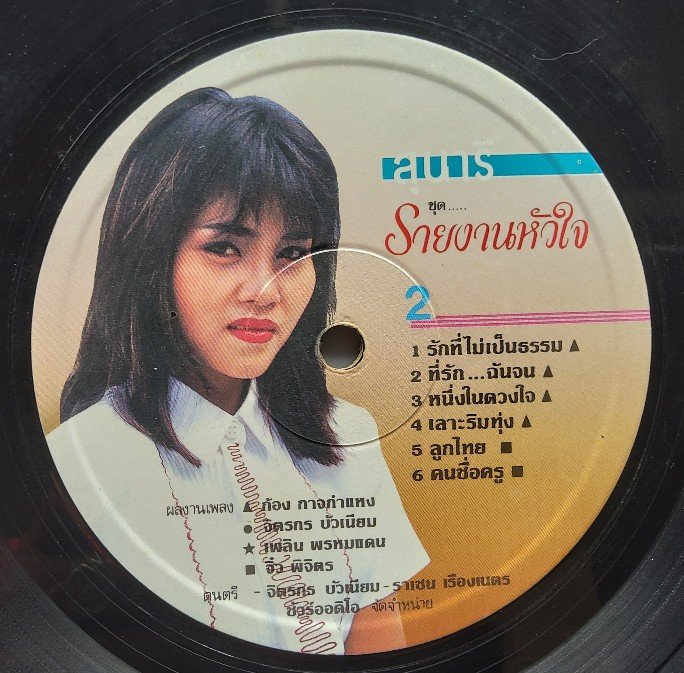 สุนารี
ชุด.....
รายงานหัวใจ
2
1 รักที่ไม่เป็นธรรม ▲
2 ที่รัก...ฉันจน ▲
3 หนึ่งในดวงใจ ▲
4 เลาะริมทุ่ง ▲
5 ลูกไทย ■
6 คนชื่อครู ■
ผลงานเพลง ▲ ก้อง กาจกำแหง
● จิตรกร บัวเนียม
★ เพลิน พรหมแดน
■ จิ๋ว พิจิตร
ดนตรี - จิตรกร บัวเนียม - ราเชน เรืองเนตร
ชัวร์ออดิโอ จัดจำหน่าย